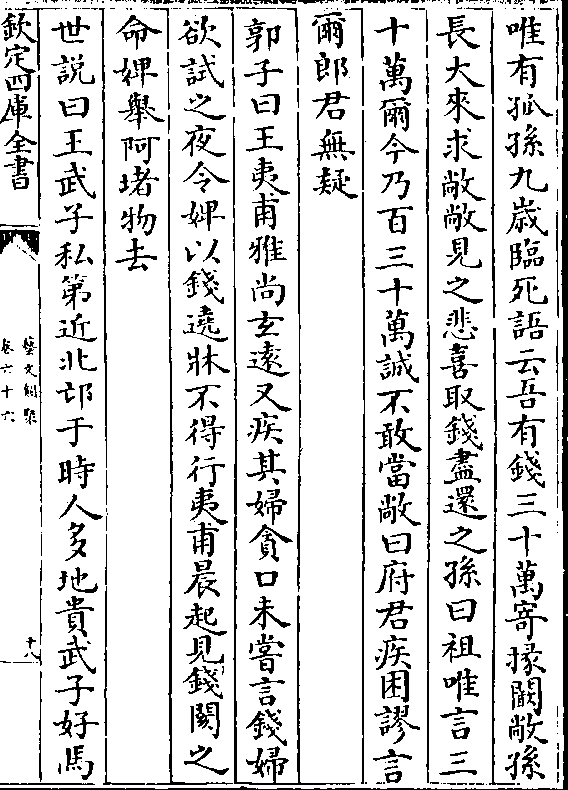 唯有孤孫九歲臨死語云吾有錢三十萬寄掾闞敞孫
長大來求敞敞見之悲喜取錢盡還之孫曰祖唯言三
十萬爾今乃百三十萬誠不敢當敞曰府君疾困謬言
爾郎君無疑
郭子曰王夷甫雅尚玄遠又疾其婦貪口未嘗言錢婦
欲試之夜令婢以錢遶牀不得行夷甫晨起見錢閡之
命婢舉阿堵物去
世說曰王武子私第近北邙于時人多地貴武子好馬
欽定四庫全書
藝文類聚
卷六十六
十八